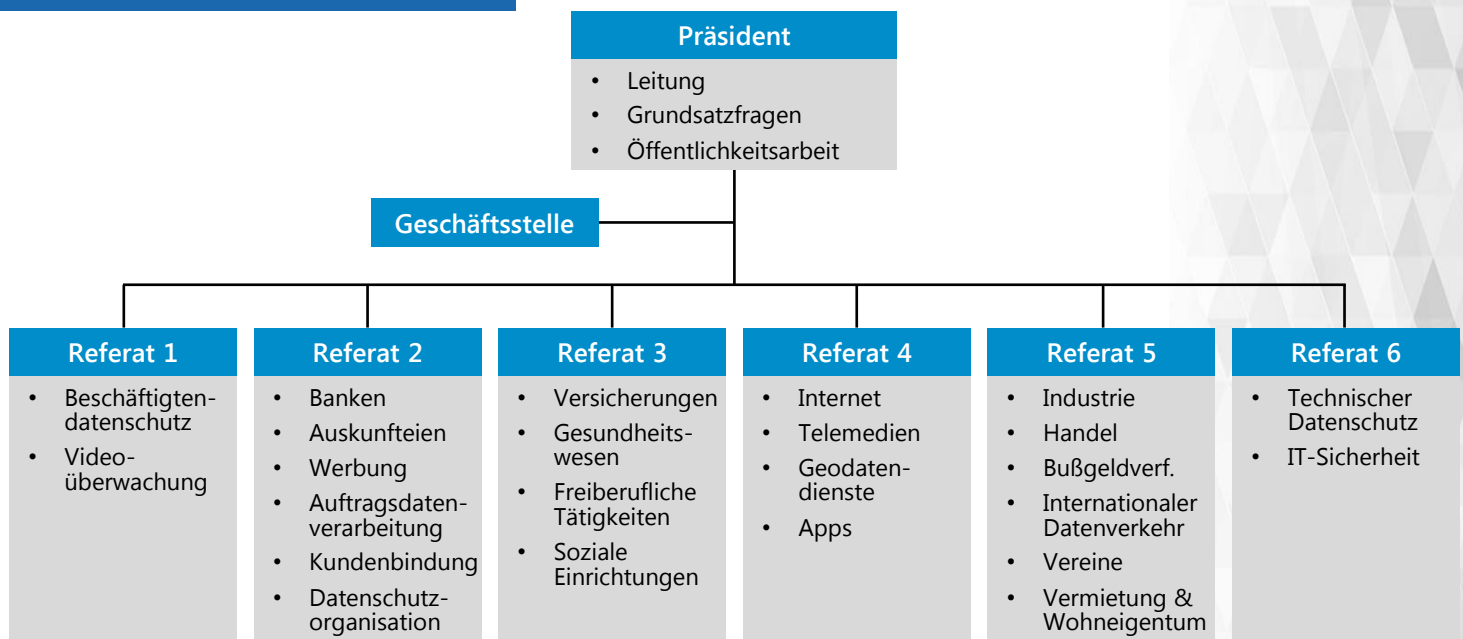 Präsident
• Leitung
• Grundsatzfragen
• Öffentlichkeitsarbeit
Geschäftsstelle
Referat 1
• Beschäftigten-
datenschutz
• Video-
überwachung
Referat 2
• Banken
• Auskunfteien
• Werbung
• Auftragsdaten-
verarbeitung
• Kundenbindung
• Datenschutz-
organisation
Referat 3
• Versicherungen
• Gesundheits-
wesen
• Freiberufliche
Tätigkeiten
• Soziale
Einrichtungen
Referat 4
• Internet
• Telemedien
• Geodaten-
dienste
• Apps
Referat 5
• Industrie
• Handel
• Bußgeldverf.
• Internationaler
Datenverkehr
• Vereine
• Vermietung &
Wohneigentum
Referat 6
• Technischer
Datenschutz
• IT-Sicherheit